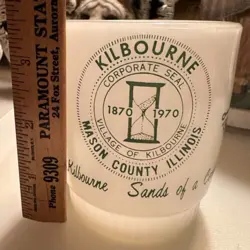 PARAMOUNT STA
24 Fox Street, Aurora
Phone 9309
KILBOURNE
CORPORATE SEAL
1870 1970
VILLAGE OF KILBOURNE
MASON COUNTY, ILLINOIS
Kilbourne Sands of a C